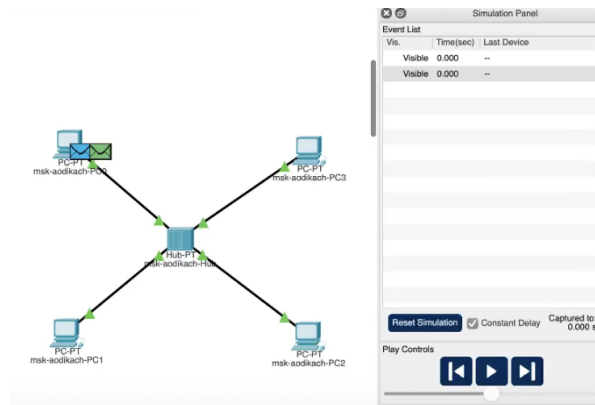 Simulation Panel
Event List
Vis. Time(sec) Last Device
Visible 0.000 --
Visible 0.000 --
PC-PT
msk-aodikach-PC0
PC-PT
msk-aodikach-PC3
Hub-PT
msk-aodikach-Hub
PC-PT
msk-aodikach-PC1
PC-PT
msk-aodikach-PC2
Reset Simulation Constant Delay
Captured to:
0.000 s
Play Controls